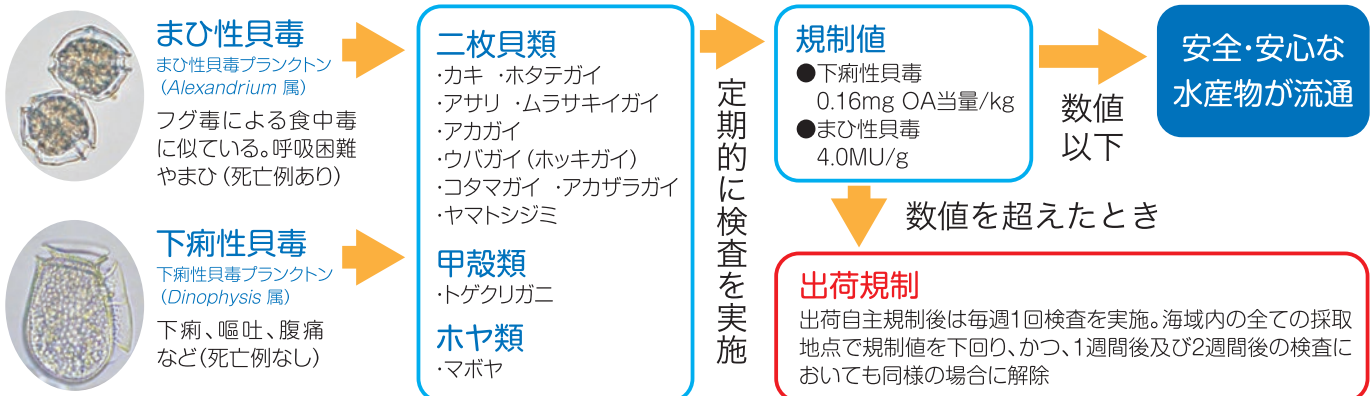 まひ性貝毒
まひ性貝毒プランクトン
（Alexandrium 属）
フグ毒による食中毒
に似ている。呼吸困難
やまひ（死亡例あり）
下痢性貝毒
下痢性貝毒プランクトン
（Dinophysis 属）
下痢、嘔吐、腹痛
など（死亡例なし）
二枚貝類
・カキ ・ホタテガイ
・アサリ ・ムラサキイガイ
・アカガイ
・ウバガイ（ホッキガイ）
・コタマガイ ・アカザラガイ
・ヤマトシジミ
甲殻類
・トゲクリガニ
ホヤ類
・マボヤ
定期的に検査を実施
規制値
●下痢性貝毒
0.16mg OA当量/kg
●まひ性貝毒
4.0MU/g
数値
以下
安全・安心な
水産物が流通
数値を超えたとき
出荷規制
出荷自主規制後は毎週1回検査を実施。海域内の全ての採取
地点で規制値を下回り、かつ、1週間後及び2週間後の検査に
おいても同様の場合に解除